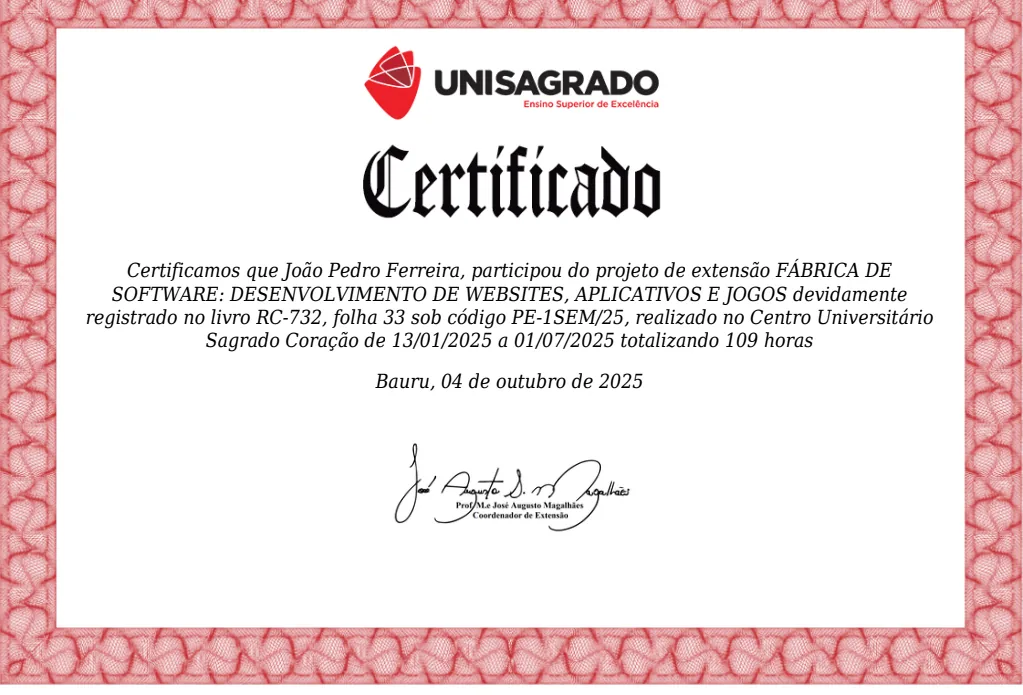 UNISAGRADO
Ensino Superior de Excelência
Certificado
Certificamos que João Pedro Ferreira, participou do projeto de extensão FÁBRICA DE
SOFTWARE: DESENVOLVIMENTO DE WEBSITES, APLICATIVOS E JOGOS devidamente
registrado no livro RC-732, folha 33 sob código PE-1SEM/25, realizado no Centro Universitário
Sagrado Coração de 13/01/2025 a 01/07/2025 totalizando 109 horas
Bauru, 04 de outubro de 2025
José Augusto S. Magalhães
Prof. M.e José Augusto Magalhães
Coordenador de Extensão